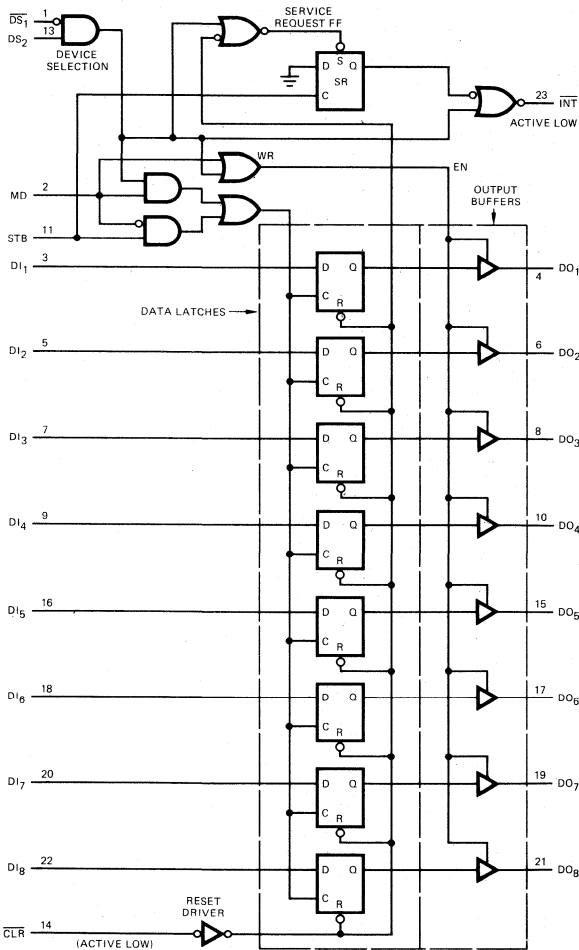 SERVICE
REQUEST FF
DS1 1
DS2 13
DEVICE
SELECTION
S
D Q
SR
C
23 INT
ACTIVE LOW
WR
EN
MD 2
OUTPUT
BUFFERS
STB 11
DI1 3
D Q
C
R
4 DO1
DATA LATCHES
DI2 5
D Q
C
R
6 DO2
DI3 7
D Q
C
R
8 DO3
DI4 9
D Q
C
R
10 DO4
DI5 16
D Q
C
R
15 DO5
DI6 18
D Q
C
R
17 DO6
DI7 20
D Q
C
R
19 DO7
DI8 22
D Q
C
R
21 DO8
RESET
DRIVER
CLR 14
(ACTIVE LOW)